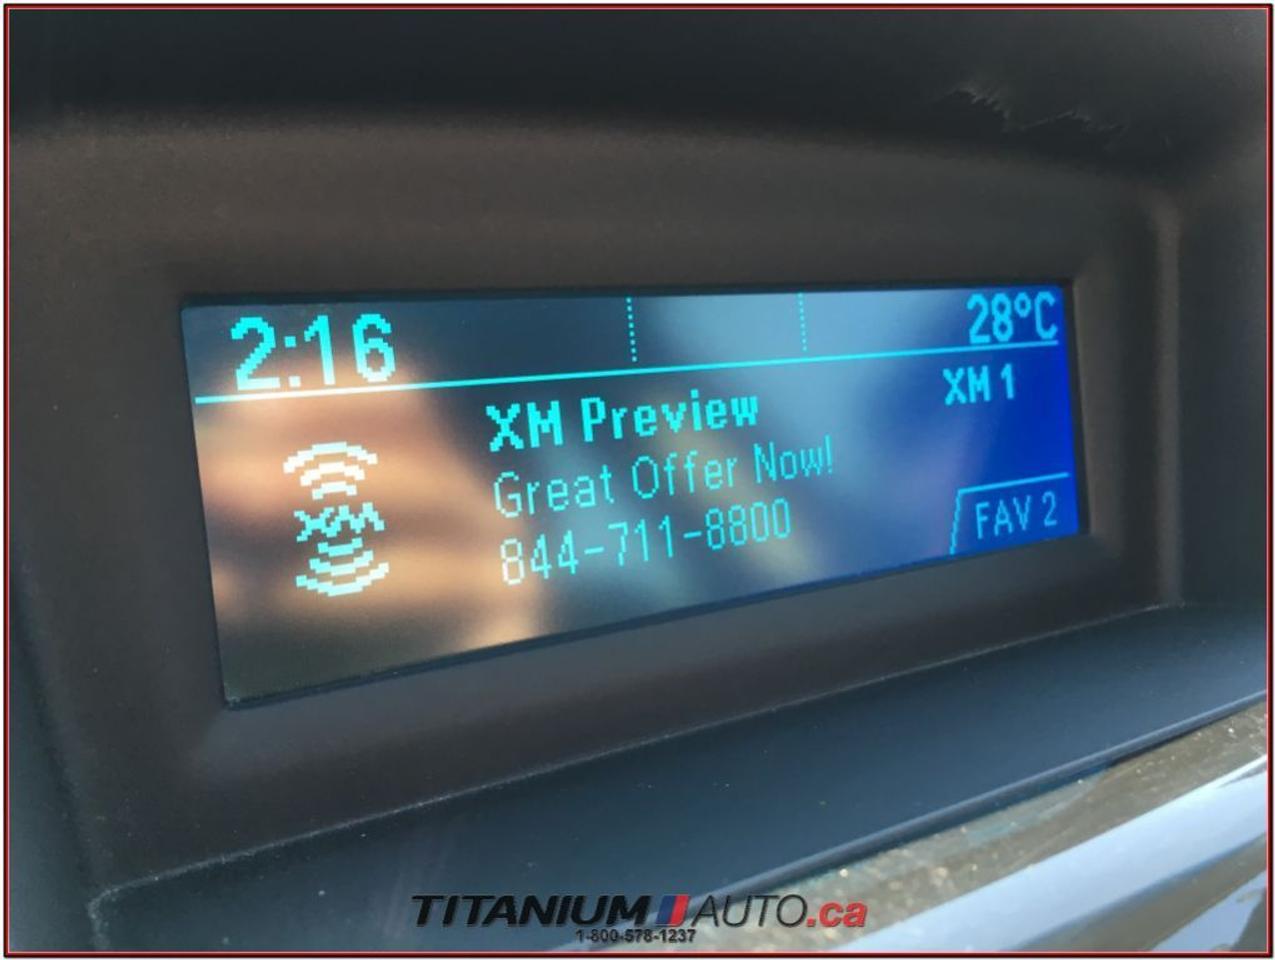 2:16 28°C
XM Preview XM 1
Great Offer Now!
XM
844-711-8800 FAV 2
TITANIUM AUTO.ca
1-800-578-1237